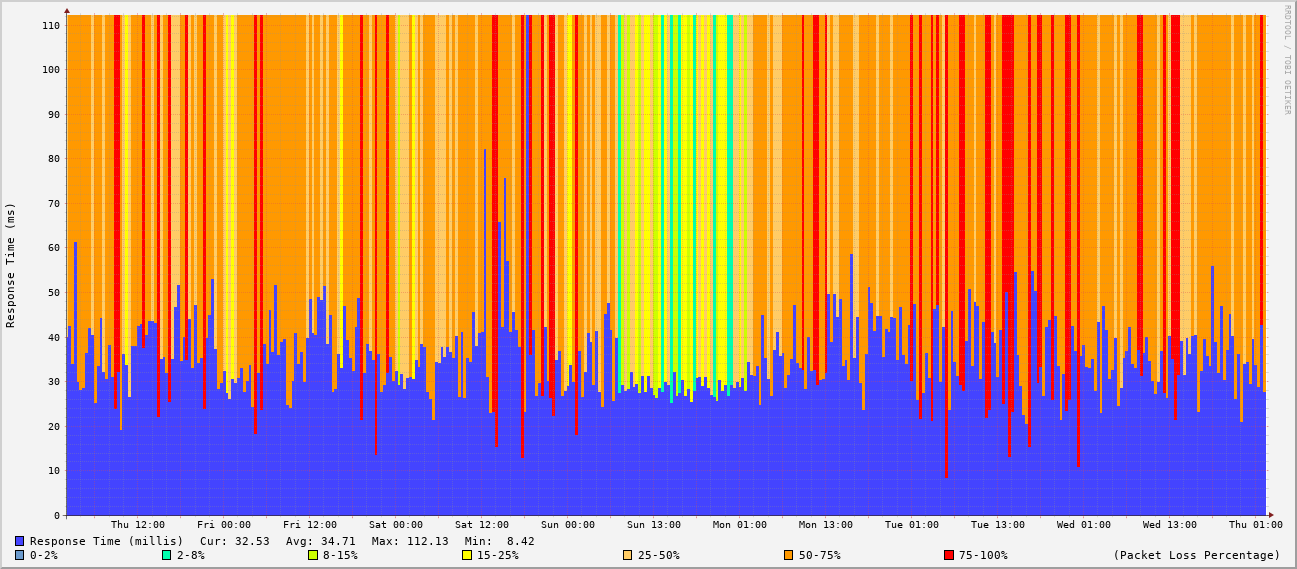 RRDTOOL / TOBI OETIKER
Response Time (ms)
110
100
90
80
70
60
50
40
30
20
10
0
Thu 12:00 Fri 00:00 Fri 12:00 Sat 00:00 Sat 12:00 Sun 00:00 Sun 13:00 Mon 01:00 Mon 13:00 Tue 01:00 Tue 13:00 Wed 01:00 Wed 13:00 Thu 01:00
Response Time (millis) Cur: 32.53 Avg: 34.71 Max: 112.13 Min: 8.42
0-2% 2-8% 8-15% 15-25% 25-50% 50-75% 75-100% (Packet Loss Percentage)